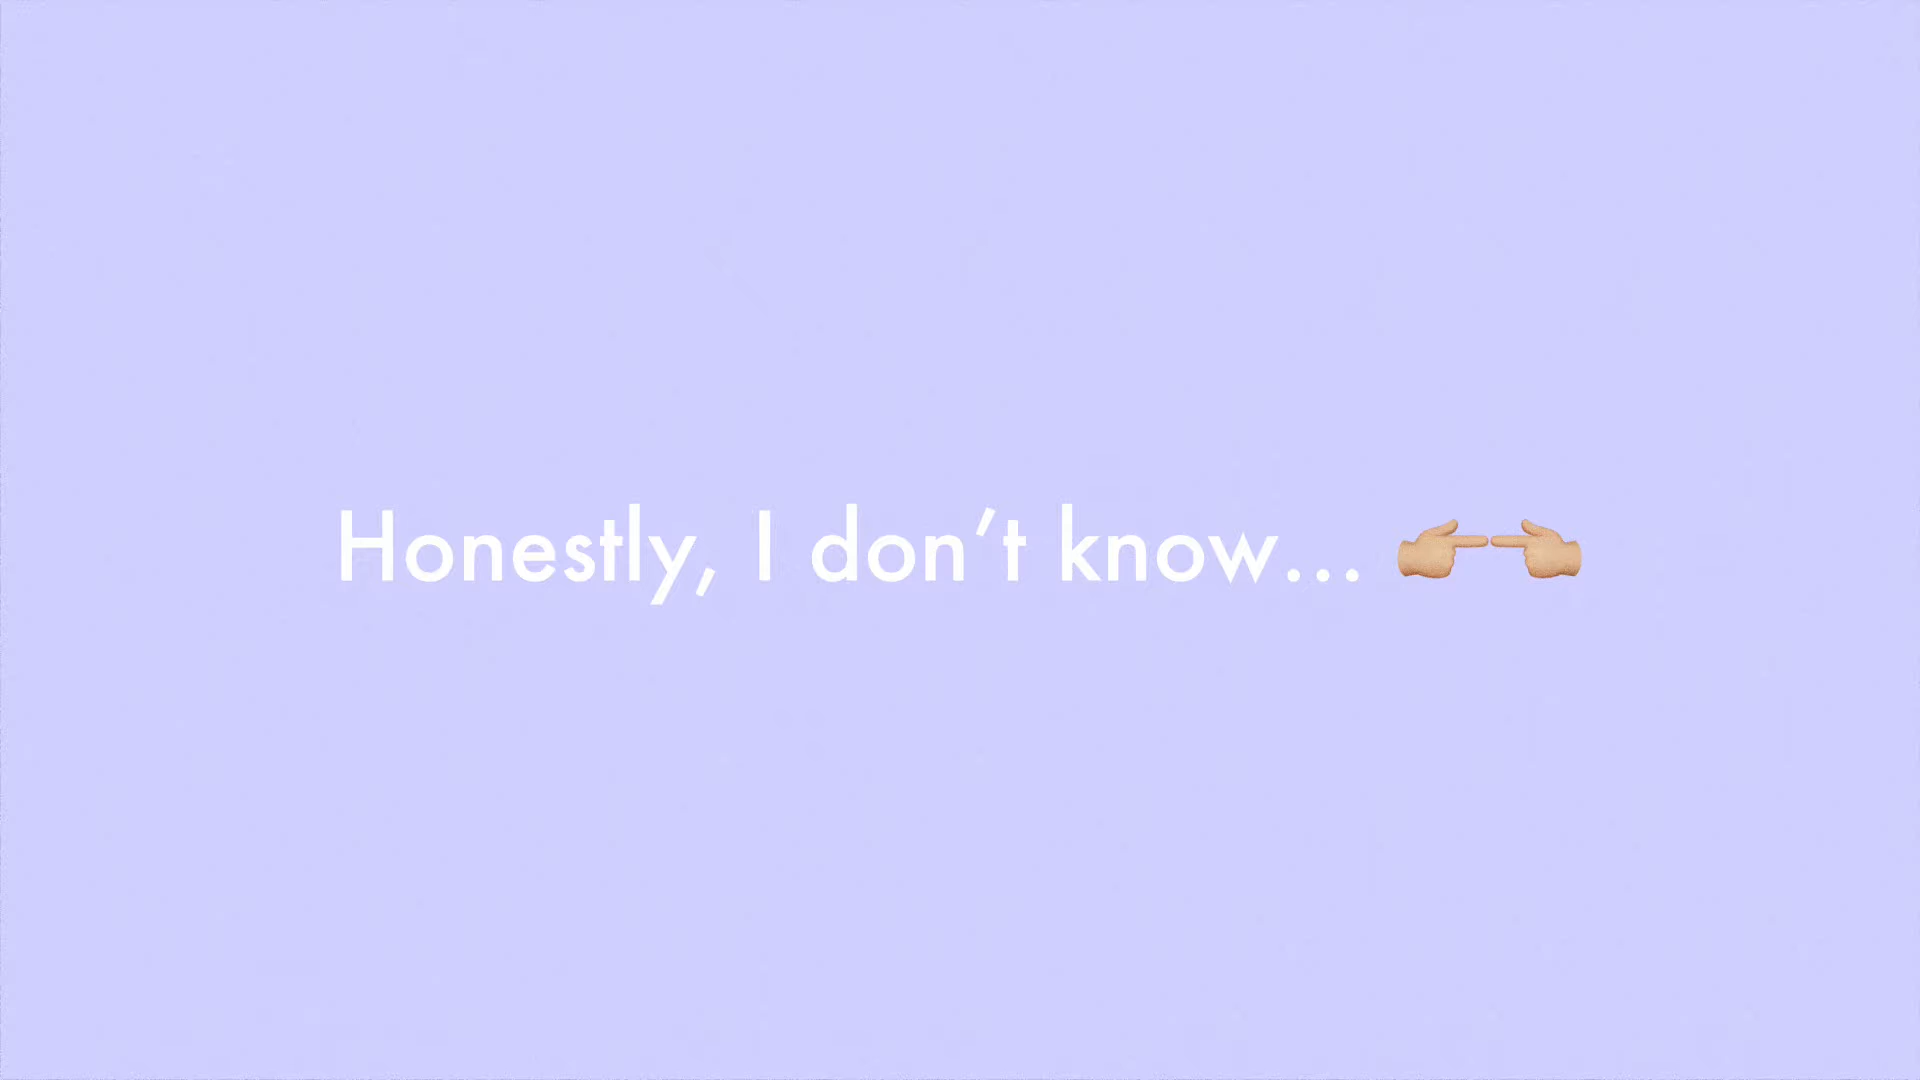 Honestly, I don’t know... 👉🏼👈🏼